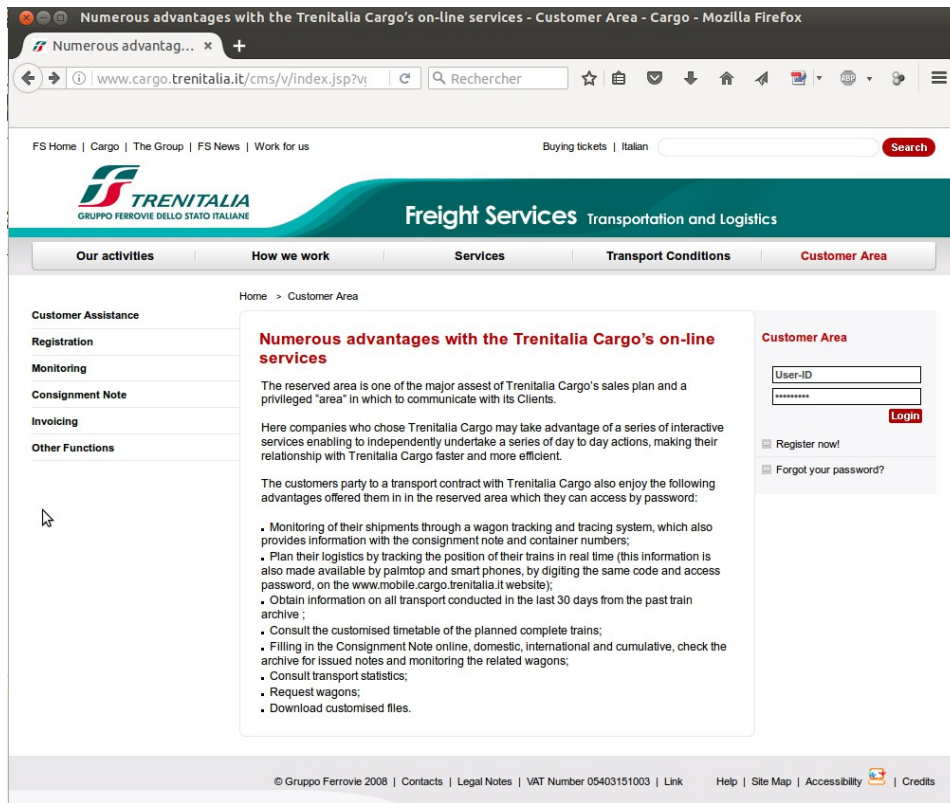 Numerous advantages with the Trenitalia Cargo's on-line services - Customer Area - Cargo - Mozilla Firefox
Numerous advantag... × +
www.cargo.trenitalia.it/cms/v/index.jsp?vg Rechercher ABP
FS Home | Cargo | The Group | FS News | Work for us Buying tickets | Italian Search
TRENITALIA
GRUPPO FERROVIE DELLO STATO ITALIANE
Freight Services Transportation and Logistics
Our activities How we work Services Transport Conditions Customer Area
Home > Customer Area
Customer Assistance
Registration
Monitoring
Consignment Note
Invoicing
Other Functions
Numerous advantages with the Trenitalia Cargo's on-line
services
The reserved area is one of the major assest of Trenitalia Cargo's sales plan and a
privileged "area" in which to communicate with its Clients.
Here companies who chose Trenitalia Cargo may take advantage of a series of interactive
services enabling to independently undertake a series of day to day actions, making their
relationship with Trenitalia Cargo faster and more efficient.
The customers party to a transport contract with Trenitalia Cargo also enjoy the following
advantages offered them in in the reserved area which they can access by password:
▪ Monitoring of their shipments through a wagon tracking and tracing system, which also
provides information with the consignment note and container numbers;
▪ Plan their logistics by tracking the position of their trains in real time (this information is
also made available by palmtop and smart phones, by digiting the same code and access
password, on the www.mobile.cargo.trenitalia.it website);
▪ Obtain information on all transport conducted in the last 30 days from the past train
archive ;
▪ Consult the customised timetable of the planned complete trains;
▪ Filling in the Consignment Note online, domestic, international and cumulative, check the
archive for issued notes and monitoring the related wagons;
▪ Consult transport statistics;
▪ Request wagons;
▪ Download customised files.
Customer Area
User-ID
•••••••••
Login
Register now!
Forgot your password?
© Gruppo Ferrovie 2008 | Contacts | Legal Notes | VAT Number 05403151003 | Link Help | Site Map | Accessibility | Credits